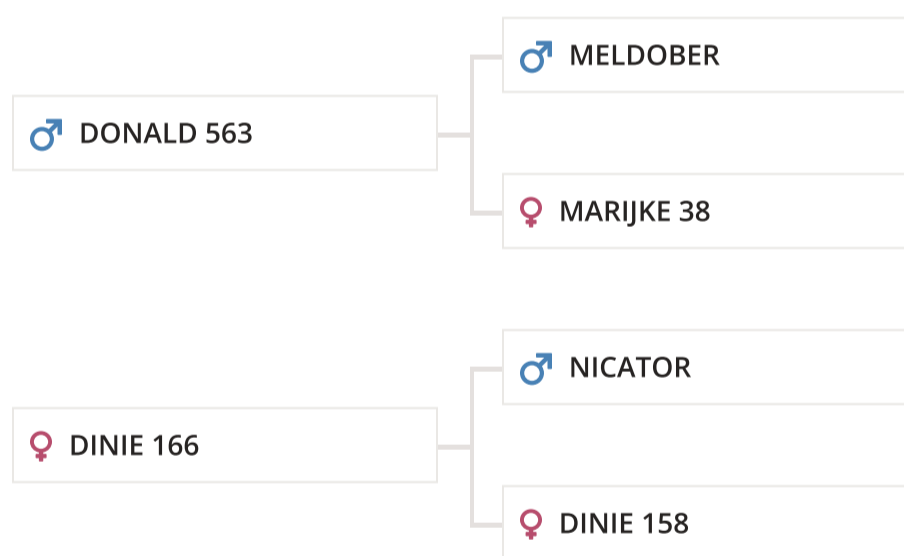 MELDOBER
DONALD 563
MARIJKE 38
NICATOR
DINIE 166
DINIE 158